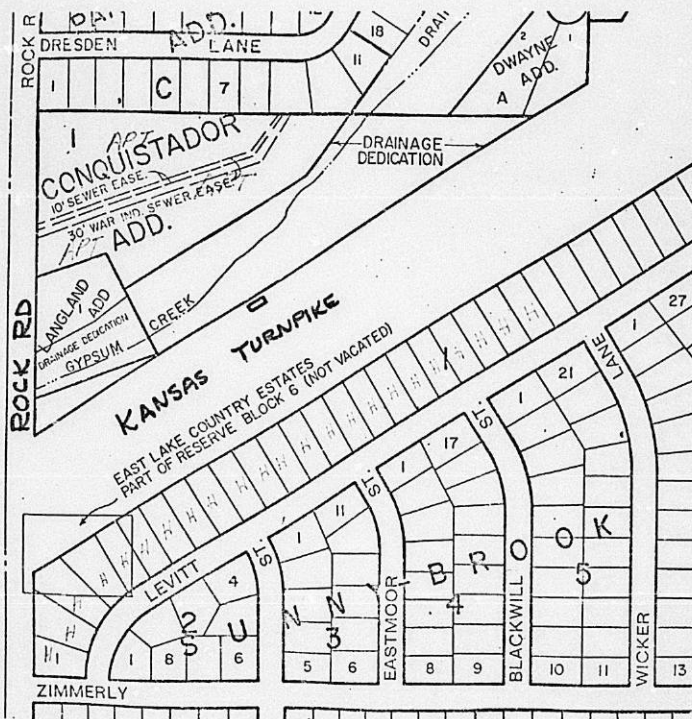 ROCK R
ADD.
DRESDEN LANE
18
11
1
C
7
DRAI
2
1
DWAYNE
ADD.
A
DRAINAGE
DEDICATION
1
APT
CONQUISTADOR
10' SEWER EASE.
30' WAR IND. SEWER EASE.
APT
ADD.
LANGLAND
1
ADD
DRAINAGE DEDICATION
GYPSUM CREEK
ROCK RD
KANSAS TURNPIKE
EAST LAKE COUNTRY ESTATES
PART OF RESERVE BLOCK 6 (NOT VACATED)
H H H H H H H H H H H H H H H
1
27
LANE
21
1
ST.
17
1
ST.
11
1
ST.
LEVITT
4
2
1
8
6
S U N N Y B R O O K
3
5
6
EASTMOOR
4
8
9
BLACKWILL
5
10
11
WICKER
13
H1
ZIMMERLY